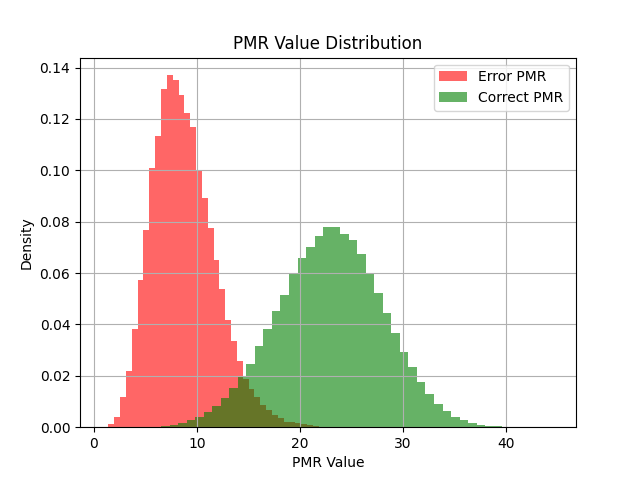 PMR Value Distribution
Error PMR
Correct PMR
0.14
0.12
0.10
0.08
0.06
0.04
0.02
0.00
Density
0 10 20 30 40
PMR Value